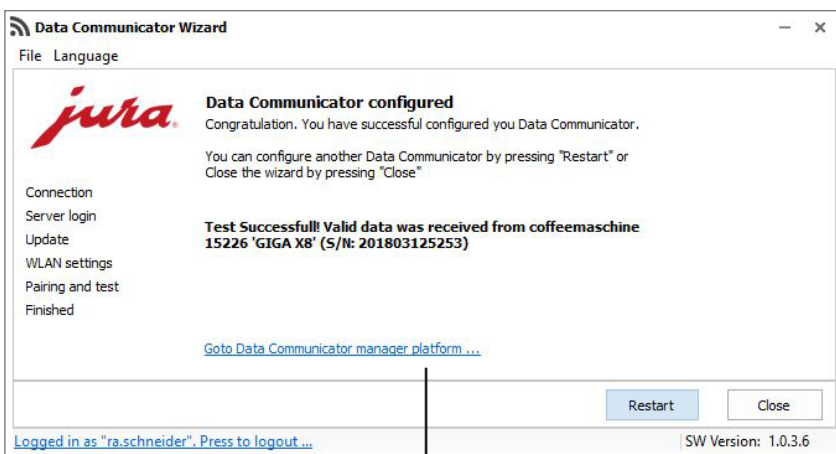 Data Communicator Wizard
File Language
jura
Data Communicator configured
Congratulation. You have successful configured you Data Communicator.
You can configure another Data Communicator by pressing "Restart" or
Close the wizard by pressing "Close"
Connection
Server login
Update
WLAN settings
Pairing and test
Finished
Test Successfull! Valid data was received from coffeemaschine
15226 'GIGA X8' (S/N: 201803125253)
Goto Data Communicator manager platform ...
Restart Close
Logged in as "ra.schneider". Press to logout ... SW Version: 1.0.3.6